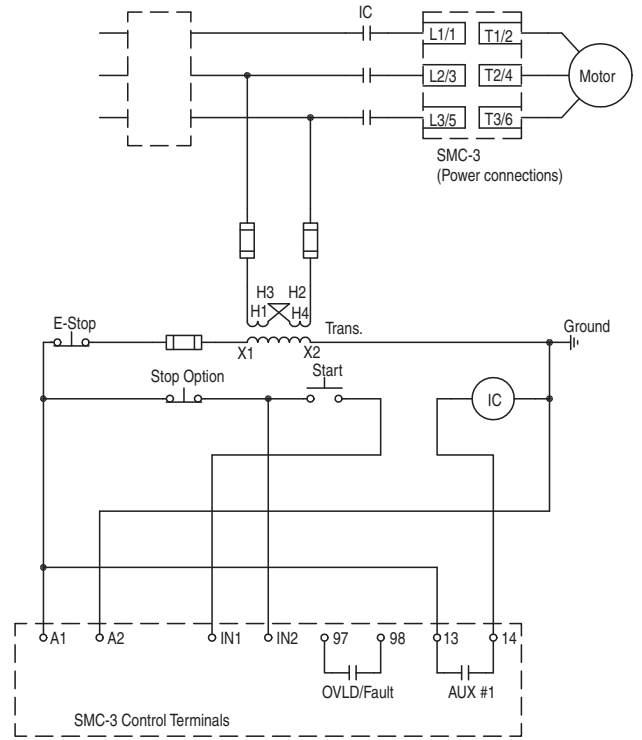 IC
L1/1 T1/2
L2/3 T2/4
L3/5 T3/6
Motor
SMC-3
(Power connections)
H3 H2
H1 H4
Trans.
E-Stop
Ground
X1 X2
Stop Option
Start
IC
A1 A2 IN1 IN2 97 98 13 14
OVLD/Fault AUX #1
SMC-3 Control Terminals